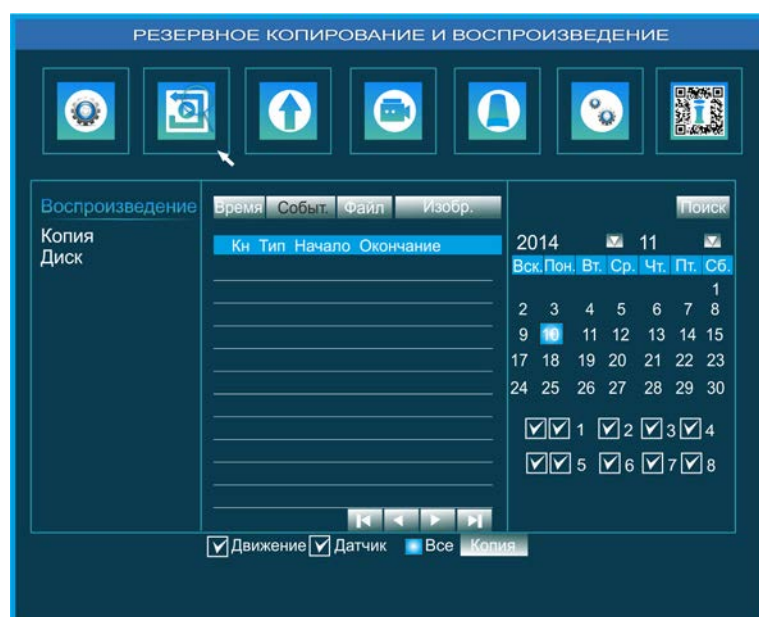 РЕЗЕРВНОЕ КОПИРОВАНИЕ И ВОСПРОИЗВЕДЕНИЕ
Воспроизведение
Копия
Диск
Время Событ. Файл Изобр.
Кн Тип Начало Окончание
Поиск
2014 11
Вск. Пон. Вт. Ср. Чт. Пт. Сб.
1
2 3 4 5 6 7 8
9 10 11 12 13 14 15
17 18 19 20 21 22 23
24 25 26 27 28 29 30
1 2 3 4
5 6 7 8
Движение Датчик Все Копия